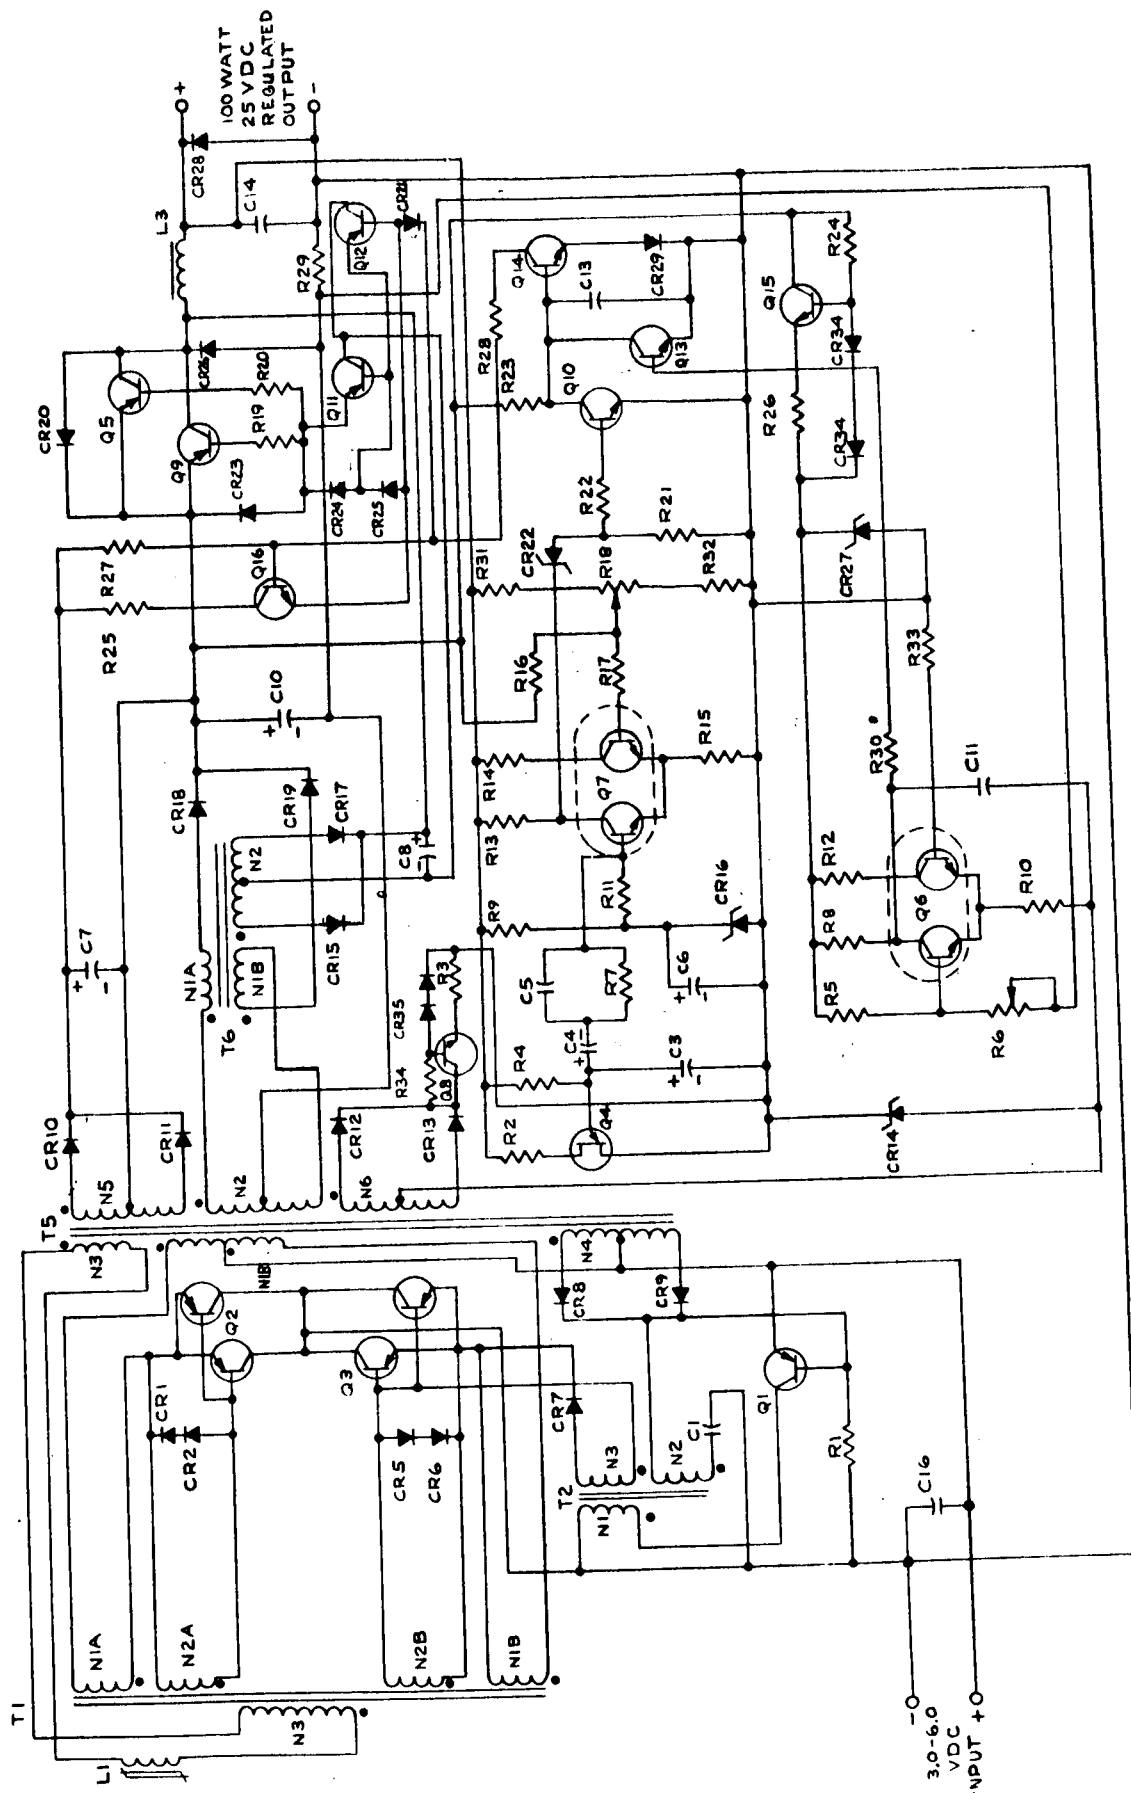 T1
L1
N3
N1A
N2A
N2B
N1B
CR1
CR2
CR5
CR6
Q2
Q3
N3
N1B
T5
N5
N2
N6
N4
CR8
CR9
CR7
T2
N1
N3
N2
C1
Q1
R1
C16
3.0-6.0
VDC
NPUT
-
+
CR10
CR11
C7
+
-
N1A
N1B
T6
N2
CR18
CR19
CR17
CR15
C8
+
-
C10
+
-
CR12
CR13
R34
CR35
Q8
R3
R25
R27
Q16
CR20
Q5
Q9
CR23
R19
R20
CR26
CR24
CR25
Q11
Q12
CR21
R29
L3
C14
CR28
+
-
100 WATT
25 VDC
REGULATED
OUTPUT
R2
R4
Q4
C4
+
-
C5
R7
C3
+
-
C6
+
-
R9
R11
CR16
R13
R14
Q7
R15
R16
R17
R31
R18
R32
CR22
R22
R21
Q10
R23
R28
Q14
C13
Q13
CR29
CR14
R5
R6
R8
R12
Q6
R10
C11
R30
R33
CR27
R26
CR34
CR34
Q15
R24